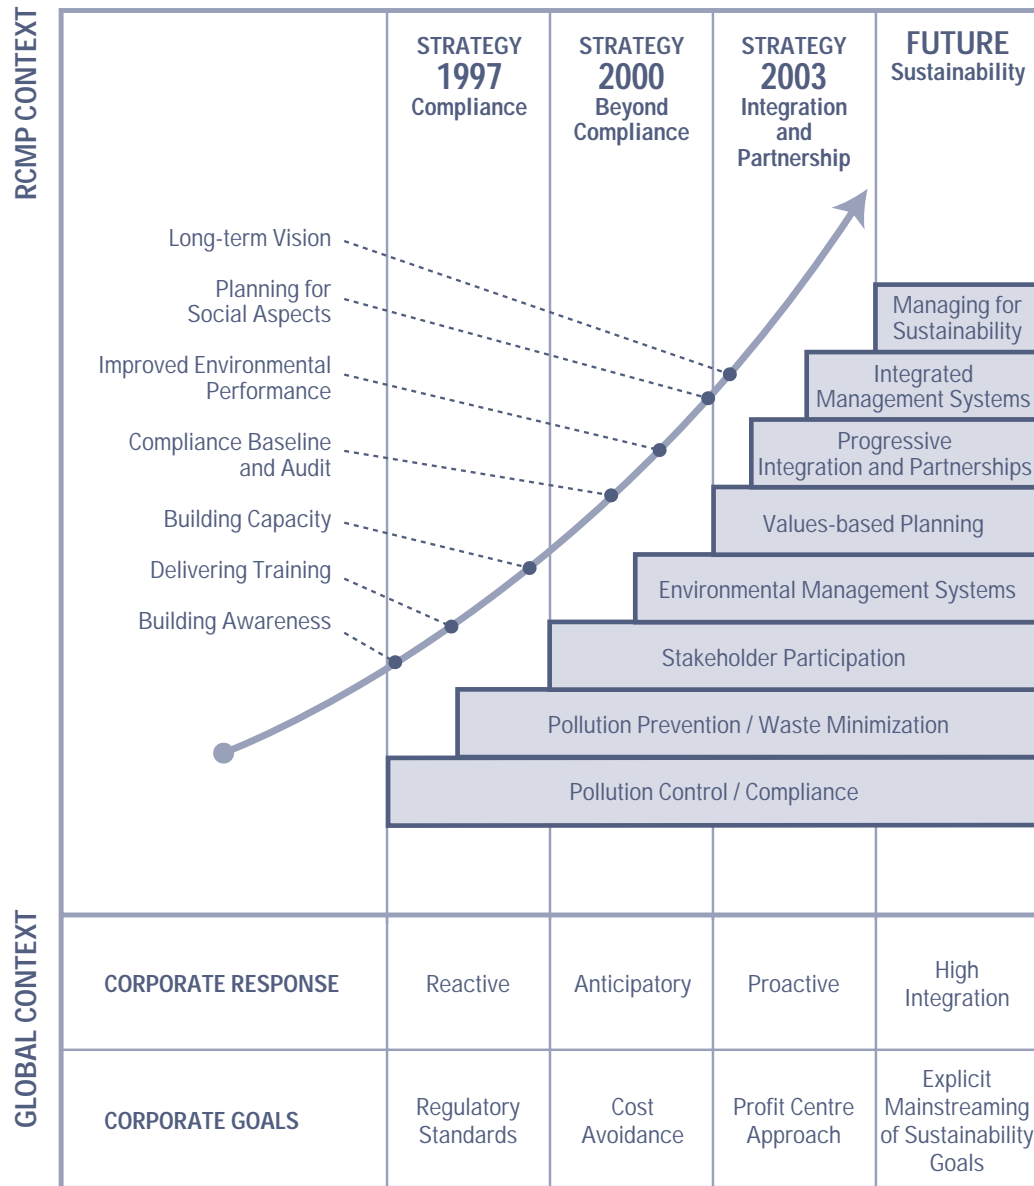 RCMP CONTEXT
STRATEGY
1997
Compliance
STRATEGY
2000
Beyond
Compliance
STRATEGY
2003
Integration
and
Partnership
FUTURE
Sustainability
Long-term Vision
Planning for
Social Aspects
Improved Environmental
Performance
Compliance Baseline
and Audit
Building Capacity
Delivering Training
Building Awareness
Managing for
Sustainability
Integrated
Management Systems
Progressive
Integration and Partnerships
Values-based Planning
Environmental Management Systems
Stakeholder Participation
Pollution Prevention / Waste Minimization
Pollution Control / Compliance
GLOBAL CONTEXT
CORPORATE RESPONSE
Reactive
Anticipatory
Proactive
High
Integration
CORPORATE GOALS
Regulatory
Standards
Cost
Avoidance
Profit Centre
Approach
Explicit
Mainstreaming
of Sustainability
Goals